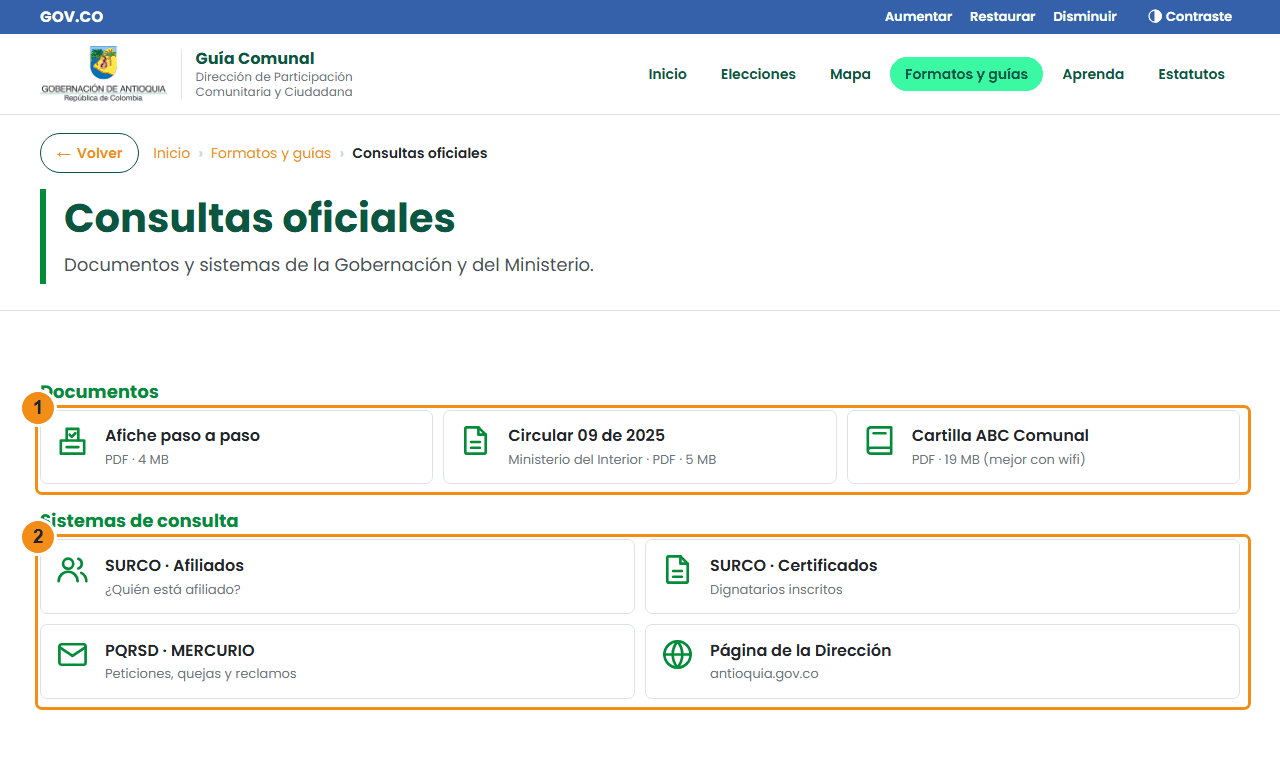 GOV.CO
Aumentar Restaurar Disminuir Contraste
GOBERNACIÓN DE ANTIOQUIA
República de Colombia
Guía Comunal
Dirección de Participación
Comunitaria y Ciudadana
Inicio Elecciones Mapa Formatos y guías Aprenda Estatutos
← Volver Inicio › Formatos y guías › Consultas oficiales
Consultas oficiales
Documentos y sistemas de la Gobernación y del Ministerio.
Documentos
1
Afiche paso a paso
PDF · 4 MB
Circular 09 de 2025
Ministerio del Interior · PDF · 5 MB
Cartilla ABC Comunal
PDF · 19 MB (mejor con wifi)
Sistemas de consulta
2
SURCO · Afiliados
¿Quién está afiliado?
SURCO · Certificados
Dignatarios inscritos
PQRSD · MERCURIO
Peticiones, quejas y reclamos
Página de la Dirección
antioquia.gov.co